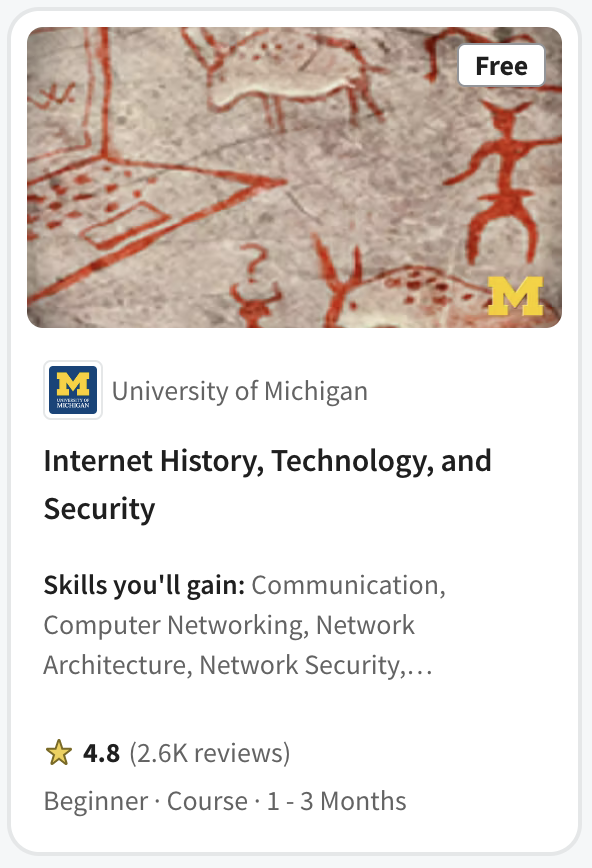 Free
?
M
M
UNIVERSITY OF
MICHIGAN
University of Michigan
Internet History, Technology, and
Security
Skills you'll gain: Communication,
Computer Networking, Network
Architecture, Network Security,…
4.8 (2.6K reviews)
Beginner · Course · 1 - 3 Months